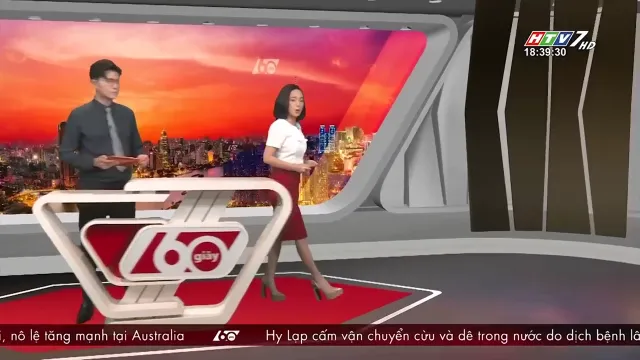 HTV7 HD
18:39:30
60
60 giây
i, nô lệ tăng mạnh tại Australia 60 Hy Lạp cấm vận chuyển cừu và dê trong nước do dịch bệnh lâ